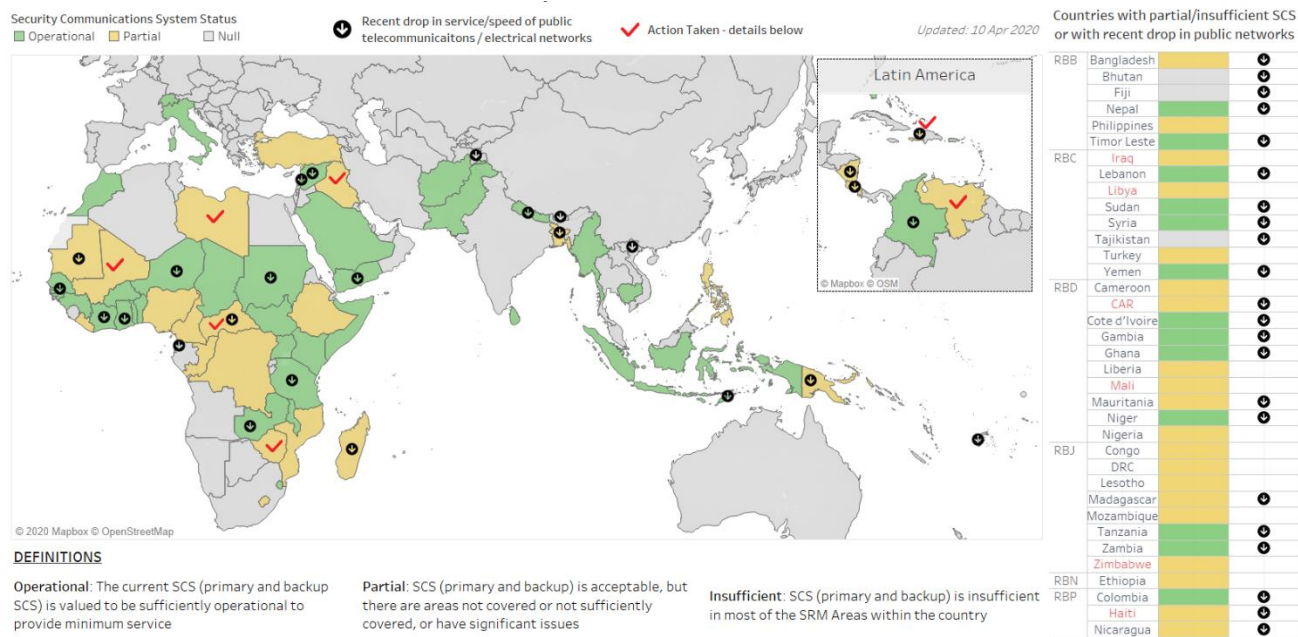 Security Communications System Status
Operational
Partial
Null
Recent drop in service/speed of public
telecommunicaitons / electrical networks
Action Taken - details below
Updated: 10 Apr 2020
Latin America
© Mapbox © OSM
© 2020 Mapbox © OpenStreetMap
Countries with partial/insufficient SCS
or with recent drop in public networks
RBB Bangladesh
Bhutan
Fiji
Nepal
Philippines
Timor Leste
RBC Iraq
Lebanon
Libya
Sudan
Syria
Tajikistan
Turkey
Yemen
RBD Cameroon
CAR
Cote d'Ivoire
Gambia
Ghana
Liberia
Mali
Mauritania
Niger
Nigeria
RBJ Congo
DRC
Lesotho
Madagascar
Mozambique
Tanzania
Zambia
Zimbabwe
RBN Ethiopia
RBP Colombia
Haiti
Nicaragua
DEFINITIONS
Operational: The current SCS (primary and backup
SCS) is valued to be sufficiently operational to
provide minimum service
Partial: SCS (primary and backup) is acceptable, but
there are areas not covered or not sufficiently
covered, or have significant issues
Insufficient: SCS (primary and backup) is insufficient
in most of the SRM Areas within the country